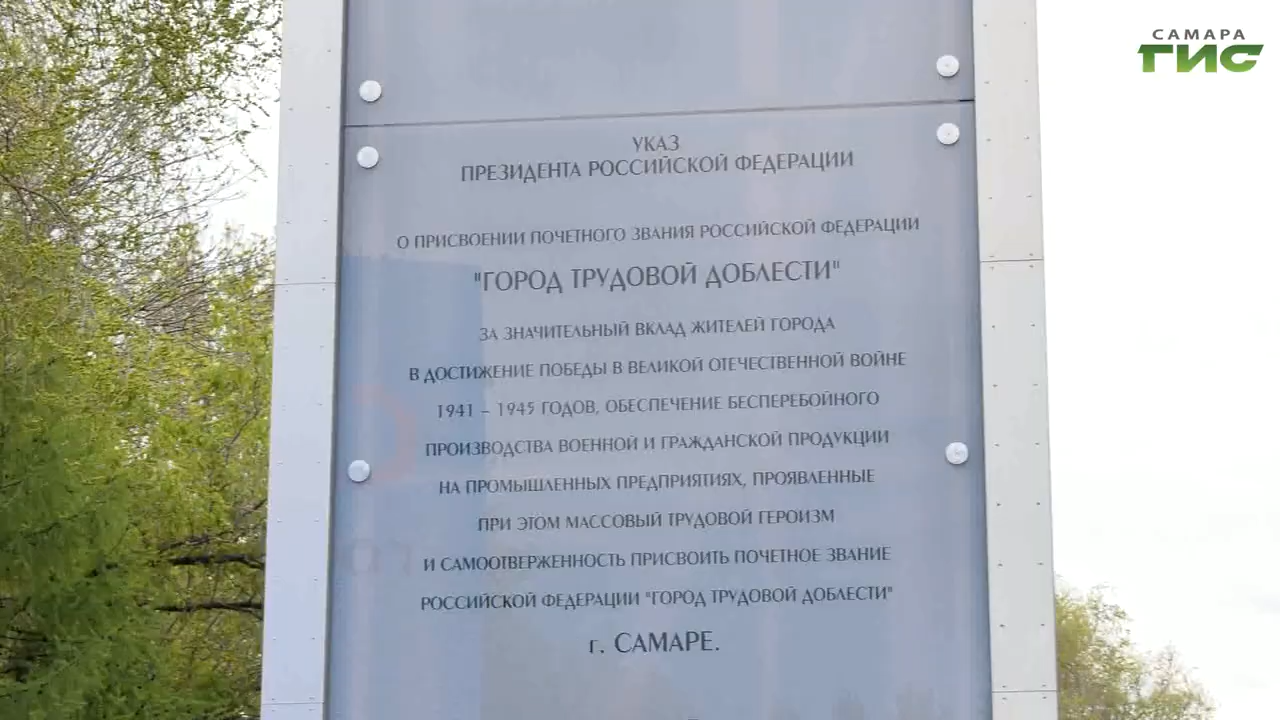 САМАРА
ГИС
УКАЗ
ПРЕЗИДЕНТА РОССИЙСКОЙ ФЕДЕРАЦИИ
О ПРИСВОЕНИИ ПОЧЕТНОГО ЗВАНИЯ РОССИЙСКОЙ ФЕДЕРАЦИИ
"ГОРОД ТРУДОВОЙ ДОБЛЕСТИ"
ЗА ЗНАЧИТЕЛЬНЫЙ ВКЛАД ЖИТЕЛЕЙ ГОРОДА
В ДОСТИЖЕНИЕ ПОБЕДЫ В ВЕЛИКОЙ ОТЕЧЕСТВЕННОЙ ВОЙНЕ
1941 – 1945 ГОДОВ, ОБЕСПЕЧЕНИЕ БЕСПЕРЕБОЙНОГО
ПРОИЗВОДСТВА ВОЕННОЙ И ГРАЖДАНСКОЙ ПРОДУКЦИИ
НА ПРОМЫШЛЕННЫХ ПРЕДПРИЯТИЯХ, ПРОЯВЛЕННЫЕ
ПРИ ЭТОМ МАССОВЫЙ ТРУДОВОЙ ГЕРОИЗМ
И САМООТВЕРЖЕННОСТЬ ПРИСВОИТЬ ПОЧЕТНОЕ ЗВАНИЕ
РОССИЙСКОЙ ФЕДЕРАЦИИ "ГОРОД ТРУДОВОЙ ДОБЛЕСТИ"
г. САМАРЕ.